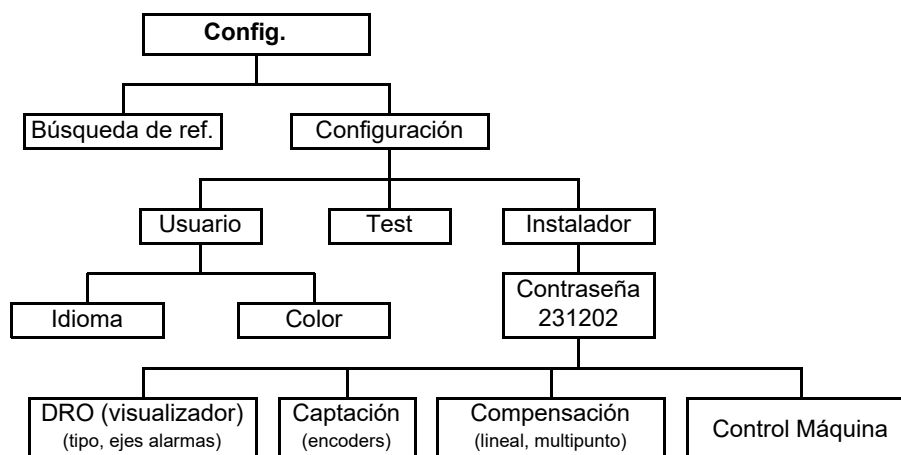 Config.
Búsqueda de ref.
Configuración
Usuario
Test
Instalador
Idioma
Color
Contraseña
231202
DRO (visualizador)
(tipo, ejes alarmas)
Captación
(encoders)
Compensación
(lineal, multipunto)
Control Máquina